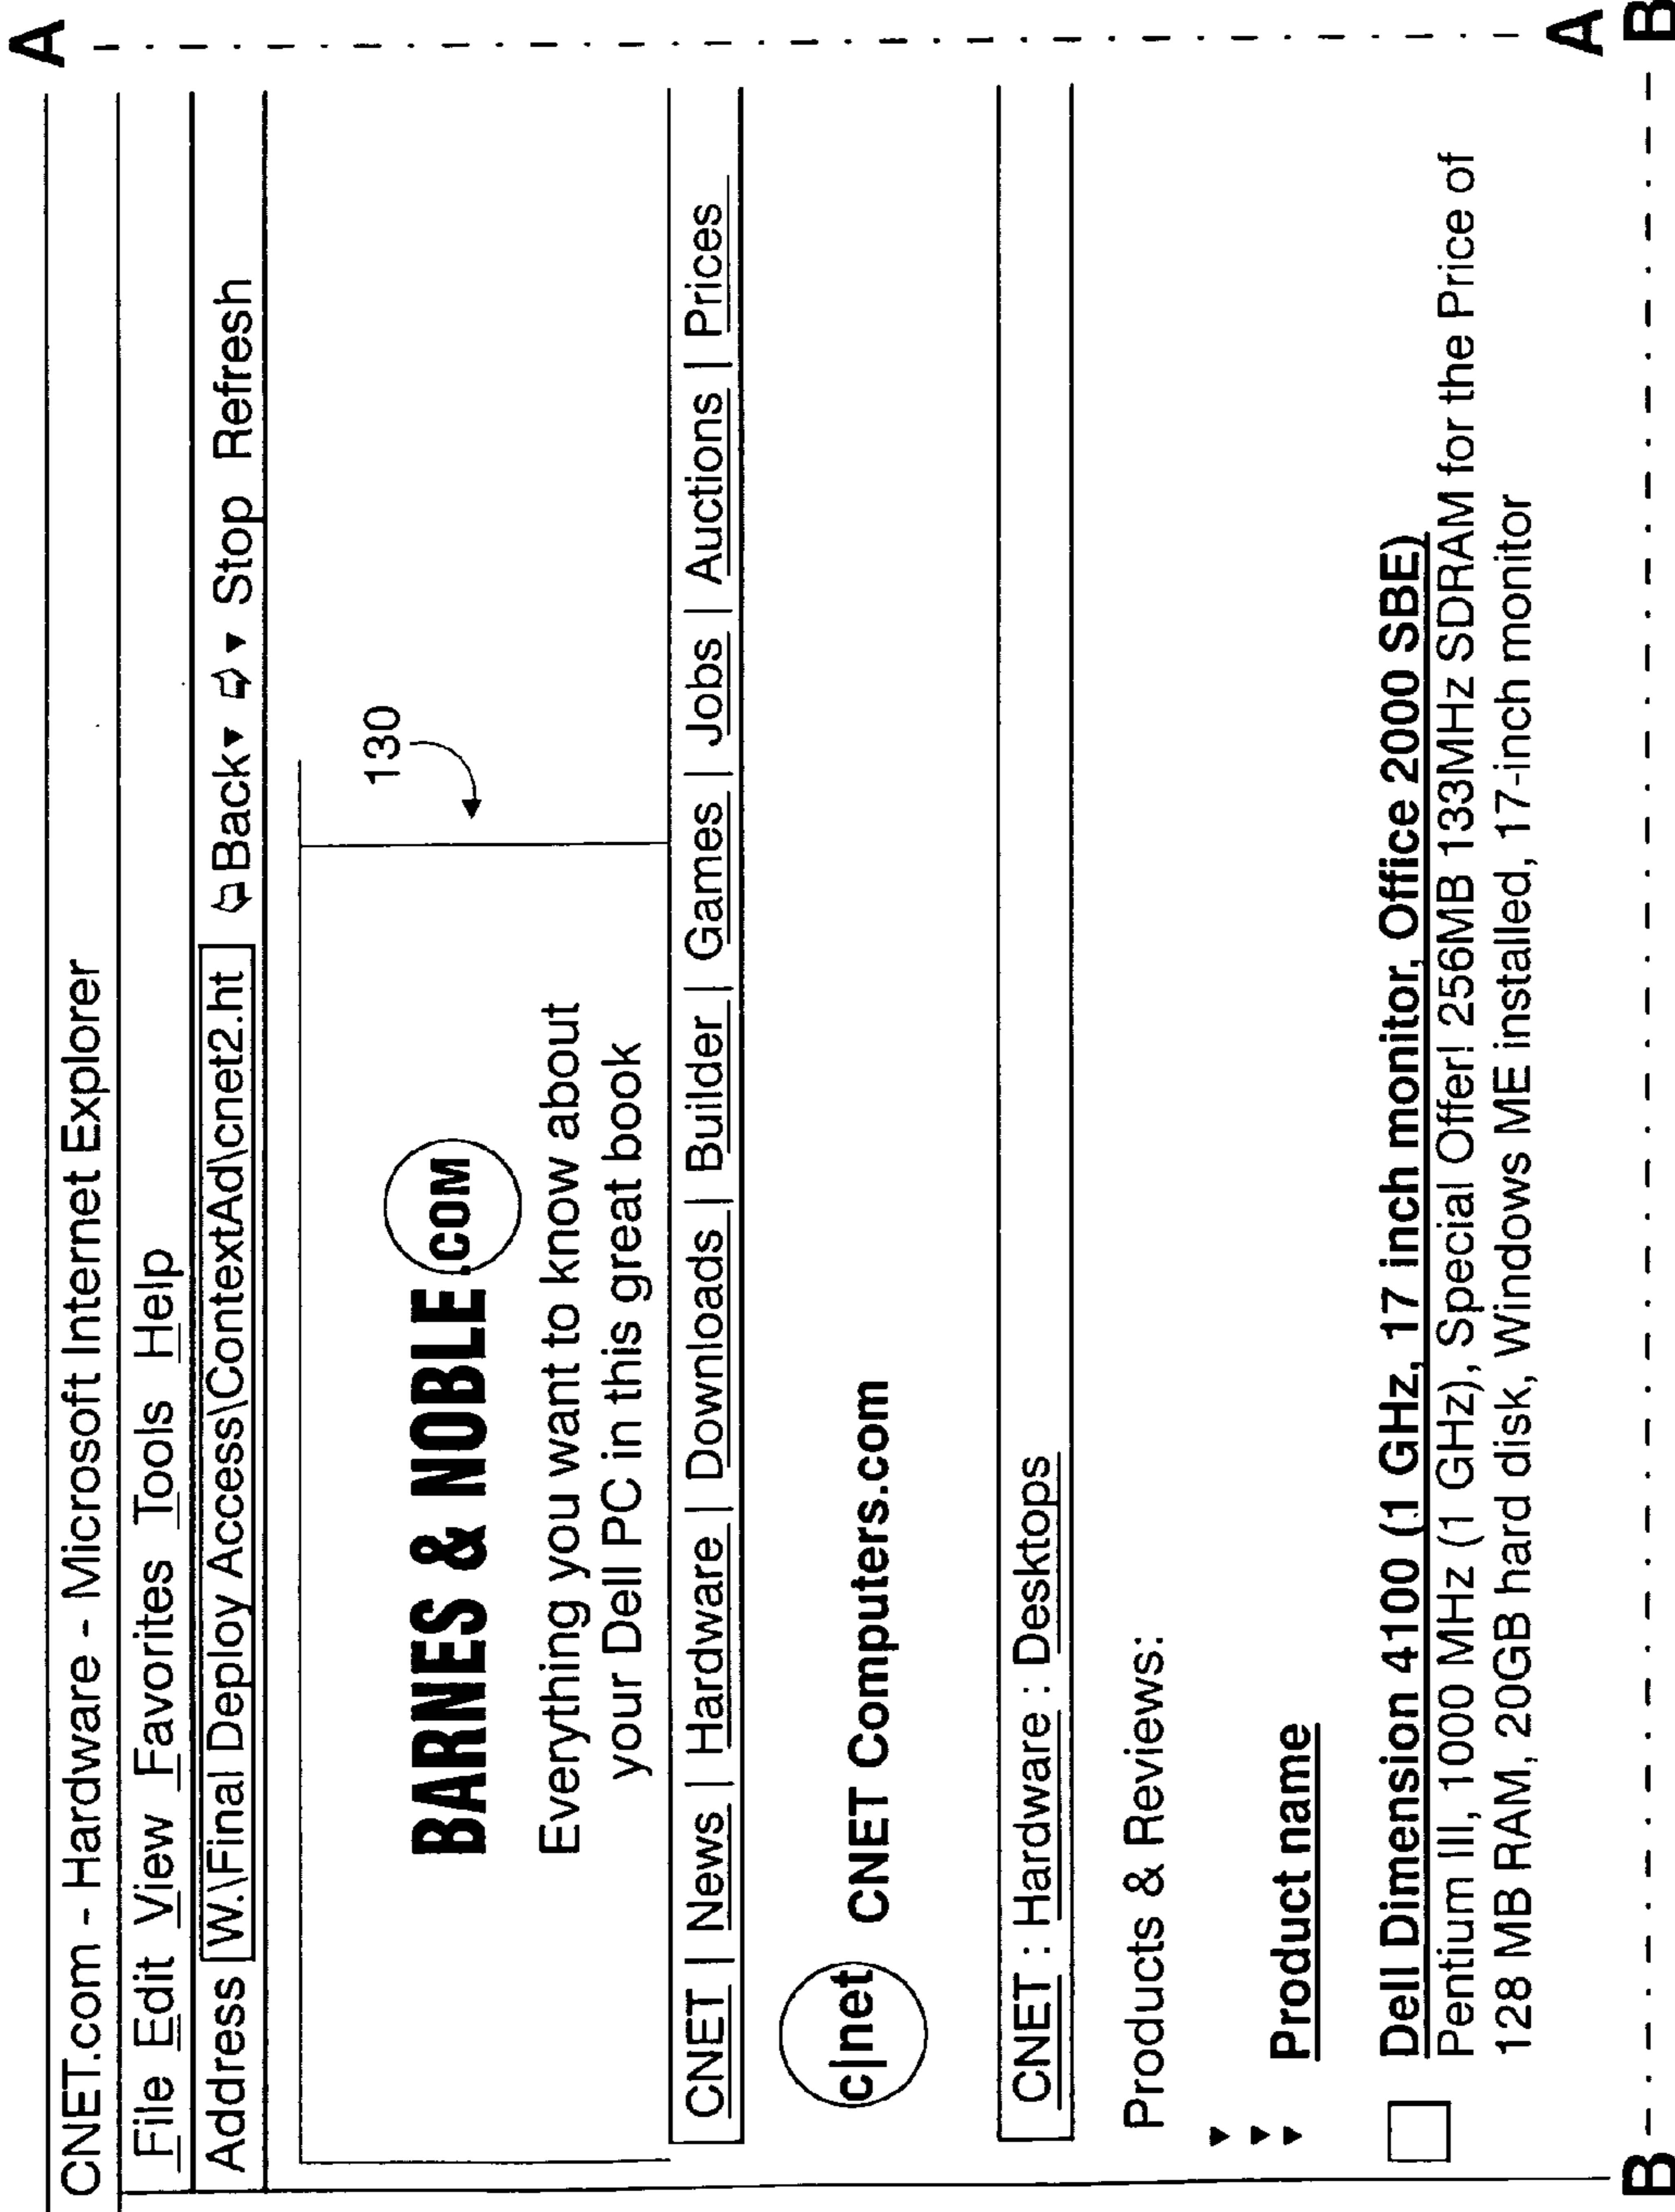 A
CNET.com - Hardware - Microsoft Internet Explorer
File Edit View Favorites Tools Help
Address W.\Final Deploy Access\ContextAd\cnet2.ht Back Stop Refresh
130
BARNES & NOBLE.COM
Everything you want to know about
your Dell PC in this great book
CNET | News | Hardware | Downloads | Builder | Games | Jobs | Auctions | Prices
c|net CNET Computers.com
CNET : Hardware : Desktops
Products & Reviews:
Product name
Dell Dimension 4100 (1 GHz, 17 inch monitor, Office 2000 SBE)
Pentium III, 1000 MHz (1 GHz), Special Offer! 256MB 133MHz SDRAM for the Price of
128 MB RAM, 20GB hard disk, Windows ME installed, 17-inch monitor
A
B B